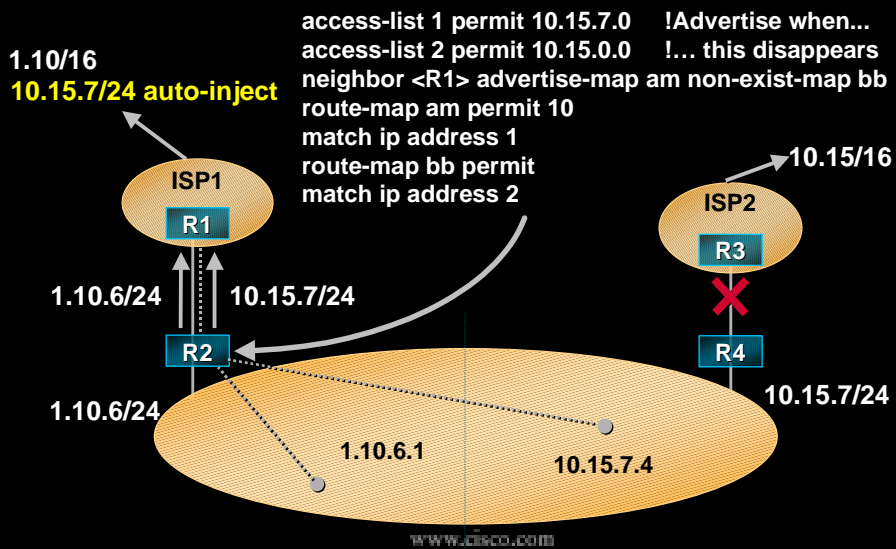 access-list 1 permit 10.15.7.0 !Advertise when...
access-list 2 permit 10.15.0.0 !... this disappears
neighbor <R1> advertise-map am non-exist-map bb
route-map am permit 10
match ip address 1
route-map bb permit
match ip address 2
1.10/16
10.15.7/24 auto-inject
10.15/16
ISP1
R1
ISP2
R3
1.10.6/24
10.15.7/24
R2
R4
1.10.6/24
10.15.7/24
1.10.6.1
10.15.7.4
www.cisco.com